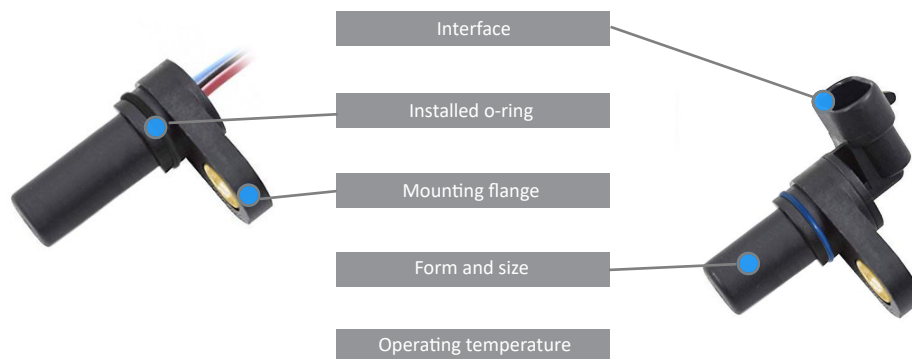 Interface
Installed o-ring
Mounting flange
Form and size
Operating temperature